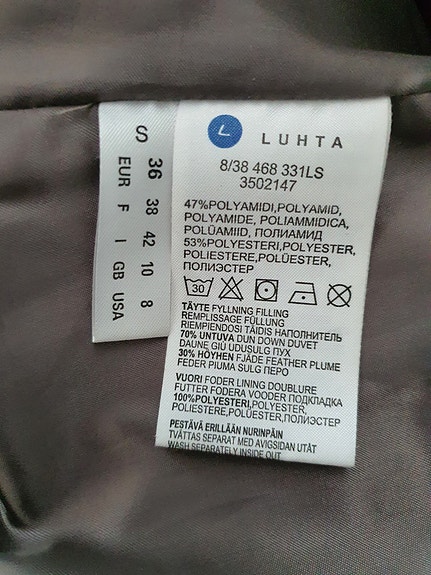 S
36 38 42 10 8
EUR F I GB USA
L LUHTA
8/38 468 331LS
3502147
47%POLYAMIDI,POLYAMID,
POLYAMIDE, POLIAMMIDICA,
POLÜAMIID, ПОЛИАМИД
53%POLYESTERI,POLYESTER,
POLIESTERE,POLÜESTER,
ПОЛИЭСТЕР
30
TÄYTE FYLLNING FILLING
REMPLISSAGE FÜLLUNG
RIEMPIENDOSI TÄIDIS НАПОЛНИТЕЛЬ
70% UNTUVA DUN DOWN DUVET
DAUNE GIÙ UDUSULG ПУХ
30% HÖYHEN FJÄDE FEATHER PLUME
FEDER PIUMA SULG ПЕРО
VUORI FODER LINING DOUBLURE
FUTTER FODERA VOODER ПОДКЛАДКА
100%POLYESTERI,POLYESTER,
POLIESTERE,POLÜESTER,ПОЛИЭСТЕР
PESTÄVÄ ERILLÄÄN NURINPÄIN
TVÄTTAS SEPARAT MED AVIGSIDAN UTÅT
WASH SEPARATELY INSIDE OUT